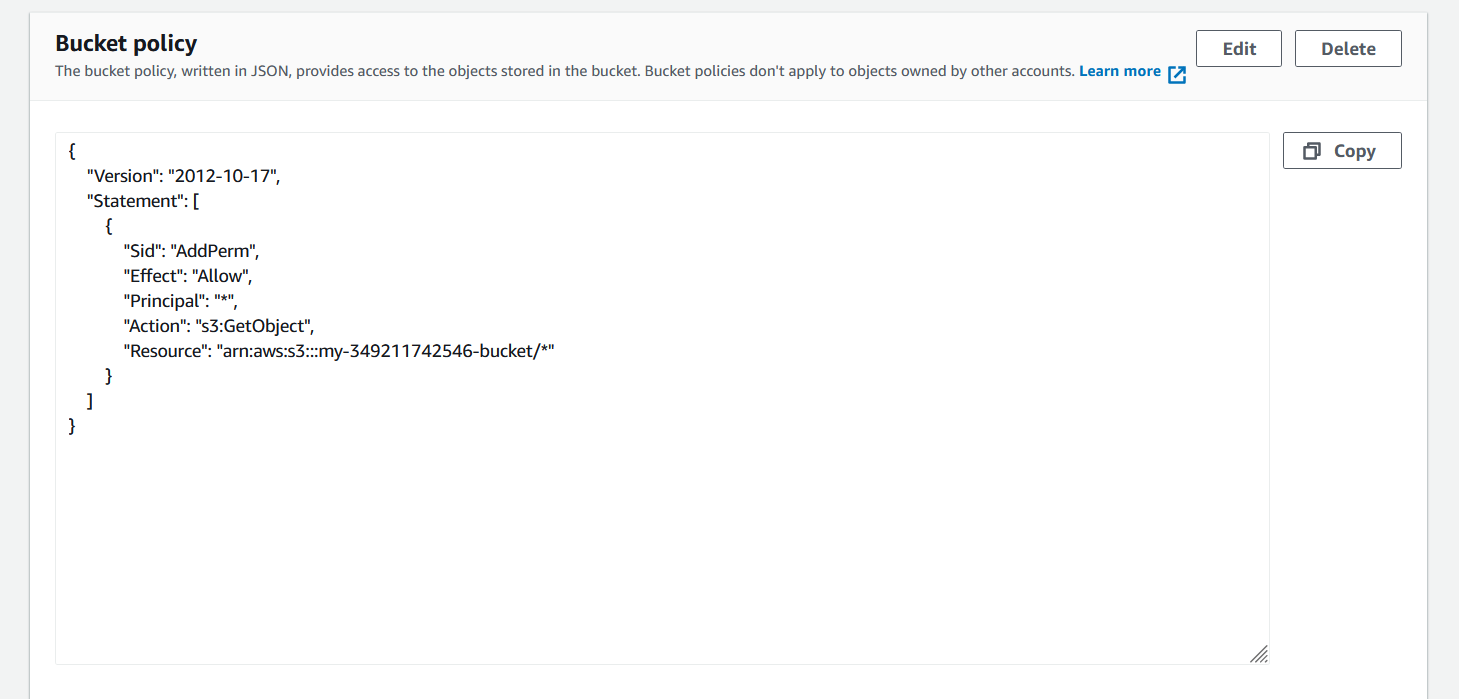 Bucket policy
Edit
Delete
The bucket policy, written in JSON, provides access to the objects stored in the bucket. Bucket policies don't apply to objects owned by other accounts. Learn more
Copy
{
"Version": "2012-10-17",
"Statement": [
{
"Sid": "AddPerm",
"Effect": "Allow",
"Principal": "*",
"Action": "s3:GetObject",
"Resource": "arn:aws:s3:::my-349211742546-bucket/*"
}
]
}